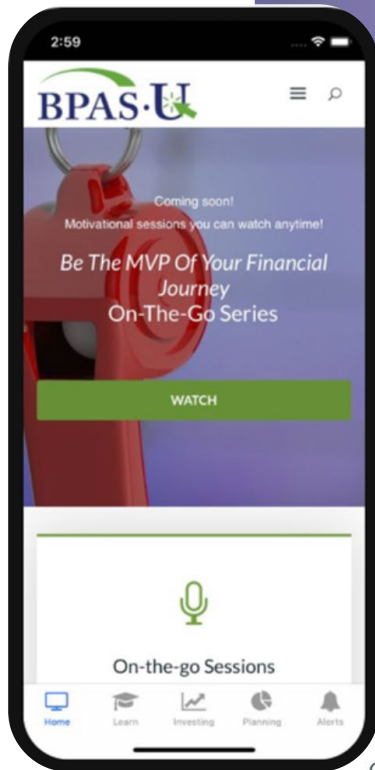 2:59
BPAS·U
Coming soon!
Motivational sessions you can watch anytime!
Be The MVP Of Your Financial
Journey
On-The-Go Series
WATCH
On-the-go Sessions
Home Learn Investing Planning Alerts